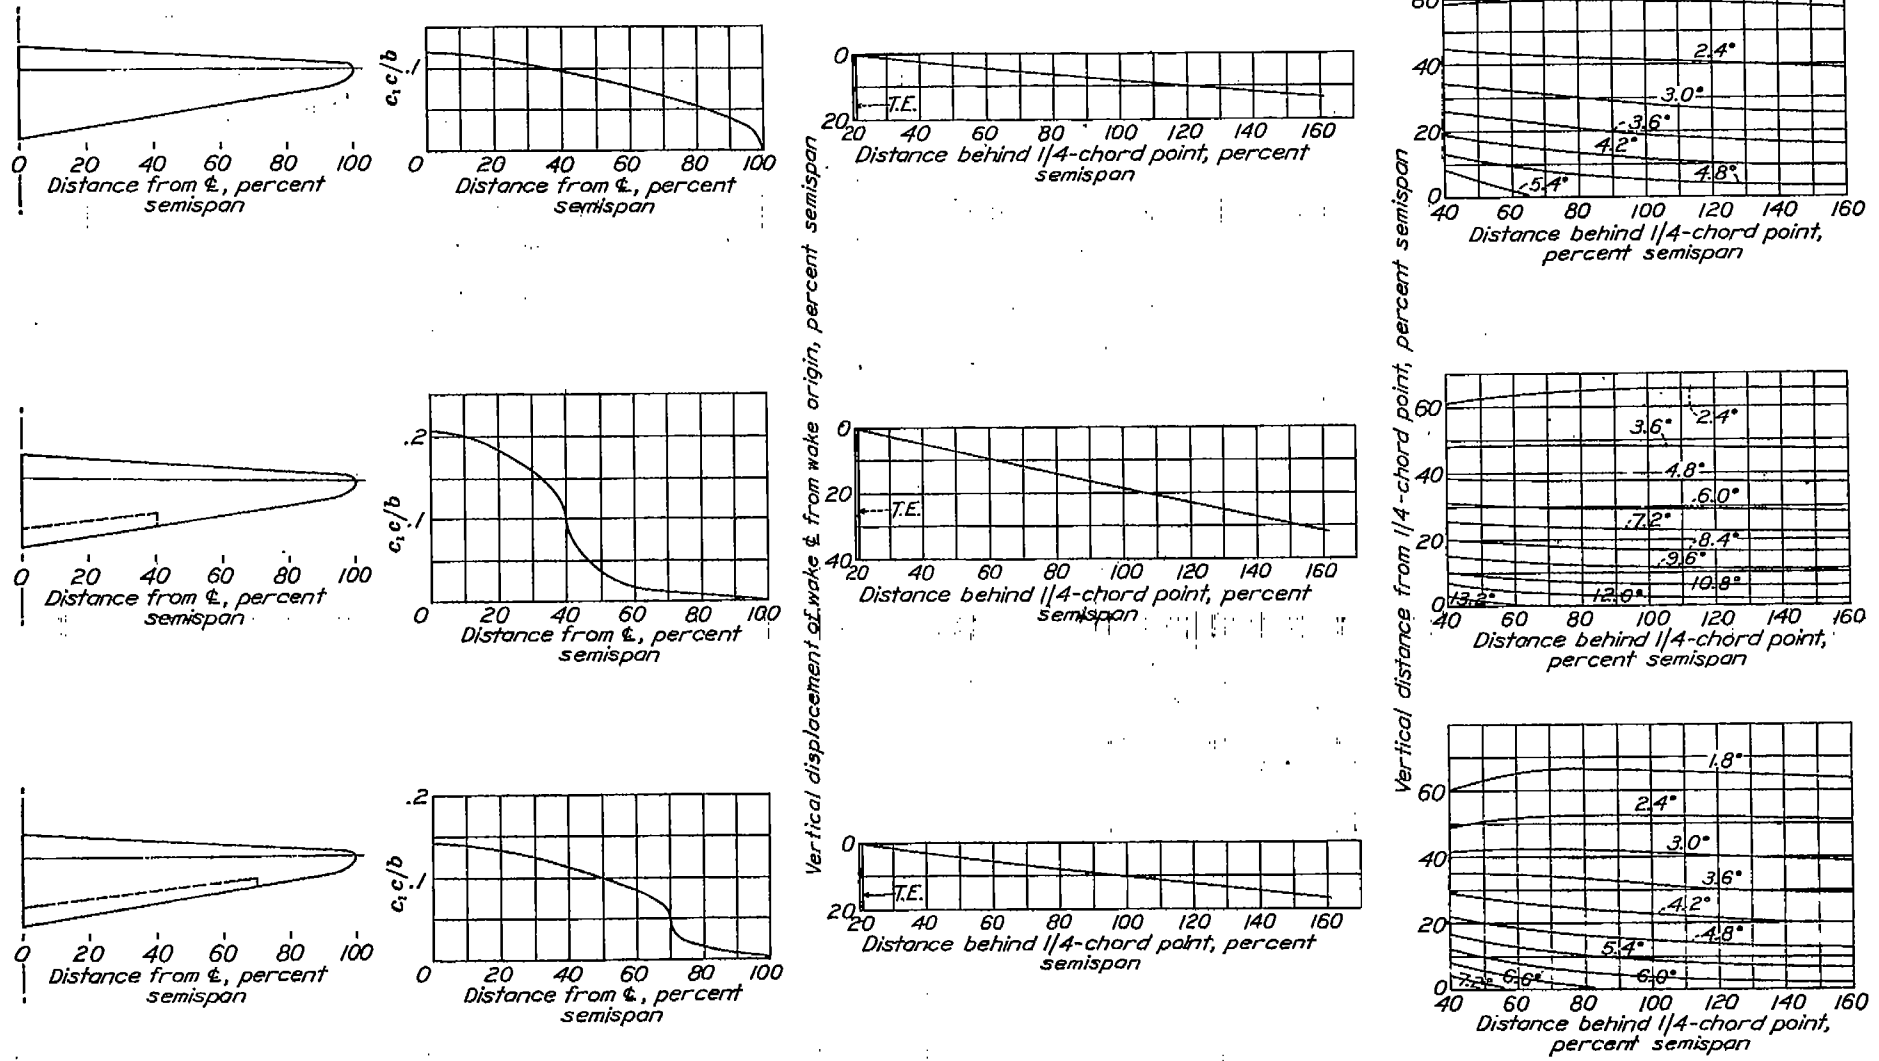 0 20 40 60 80 100
Distance from ℄, percent
semispan
c₁c/b
.1
0 20 40 60 80 100
Distance from ℄, percent
semispan
0
20
T.E.
20 40 60 80 100 120 140 160
Distance behind 1/4-chord point, percent
semispan
60
40
20
0
2.4°
3.0°
3.6°
4.2°
4.8°
5.4°
40 60 80 100 120 140 160
Distance behind 1/4-chord point,
percent semispan
Vertical displacement of wake ℄ from wake origin, percent semispan
Vertical distance from 1/4-chord point, percent semispan
0 20 40 60 80 100
Distance from ℄, percent
semispan
c₁c/b
.2
.1
0 20 40 60 80 100
Distance from ℄, percent
semispan
0
20
40
T.E.
20 40 60 80 100 120 140 160
Distance behind 1/4-chord point, percent
semispan
60
40
20
0
2.4°
3.6°
4.8°
6.0°
7.2°
8.4°
9.6°
10.8°
12.0°
13.2°
40 60 80 100 120 140 160
Distance behind 1/4-chord point,
percent semispan
0 20 40 60 80 100
Distance from ℄, percent
semispan
c₁c/b
.2
.1
0 20 40 60 80 100
Distance from ℄, percent
semispan
0
20
T.E.
20 40 60 80 100 120 140 160
Distance behind 1/4-chord point, percent
semispan
60
40
20
0
1.8°
2.4°
3.0°
3.6°
4.2°
4.8°
5.4°
6.0°
6.6°
7.2°
40 60 80 100 120 140 160
Distance behind 1/4-chord point,
percent semispan